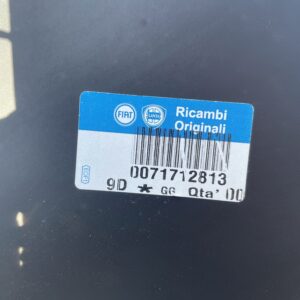 FIAT
Ricambi
Originali
0071712813
9D * GG Qta' 00